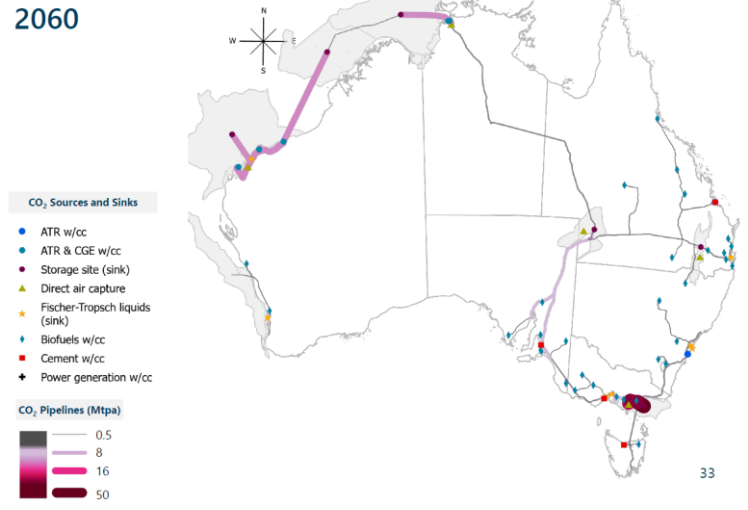 2060
N
W
E
S
CO₂ Sources and Sinks
ATR w/cc
ATR & CGE w/cc
Storage site (sink)
Direct air capture
Fischer-Tropsch liquids
(sink)
Biofuels w/cc
Cement w/cc
Power generation w/cc
CO₂ Pipelines (Mtpa)
0.5
8
16
50
33